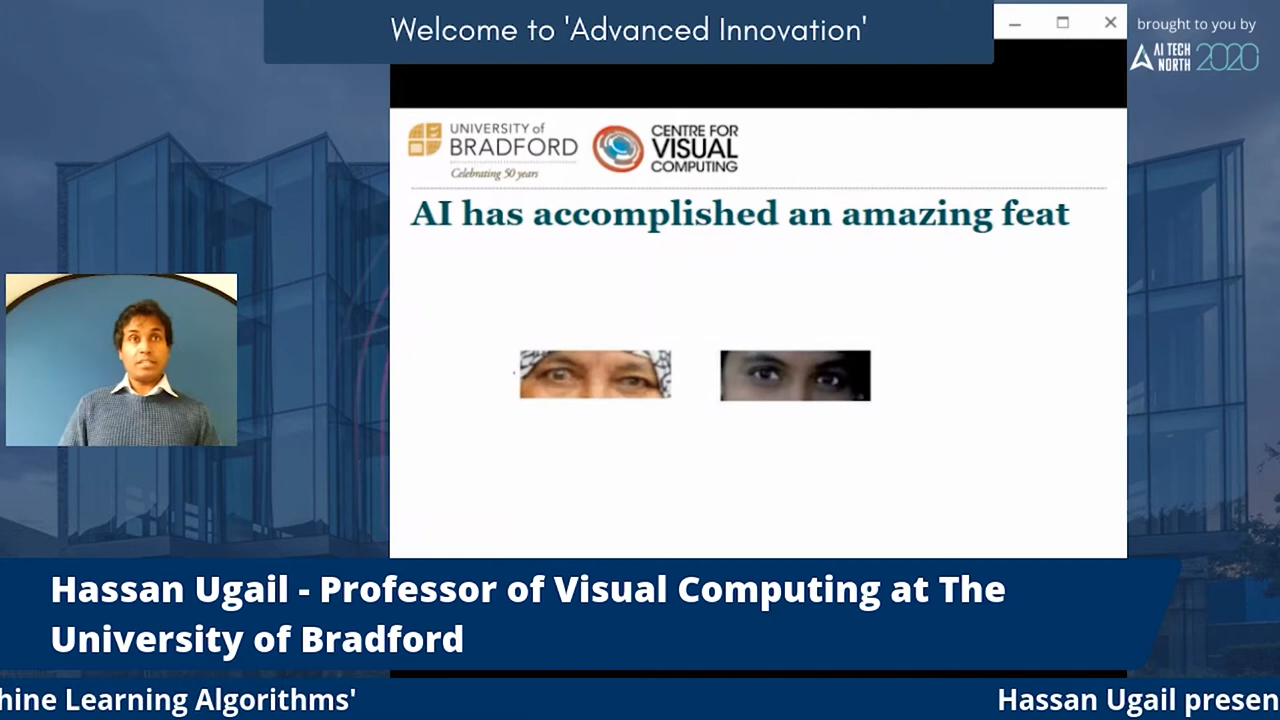 Welcome to 'Advanced Innovation'
brought to you by
AI TECH
NORTH 2020
UNIVERSITY of
BRADFORD
Celebrating 50 years
CENTRE FOR
VISUAL
COMPUTING
AI has accomplished an amazing feat
Hassan Ugail - Professor of Visual Computing at The
University of Bradford
hine Learning Algorithms'
Hassan Ugail presen